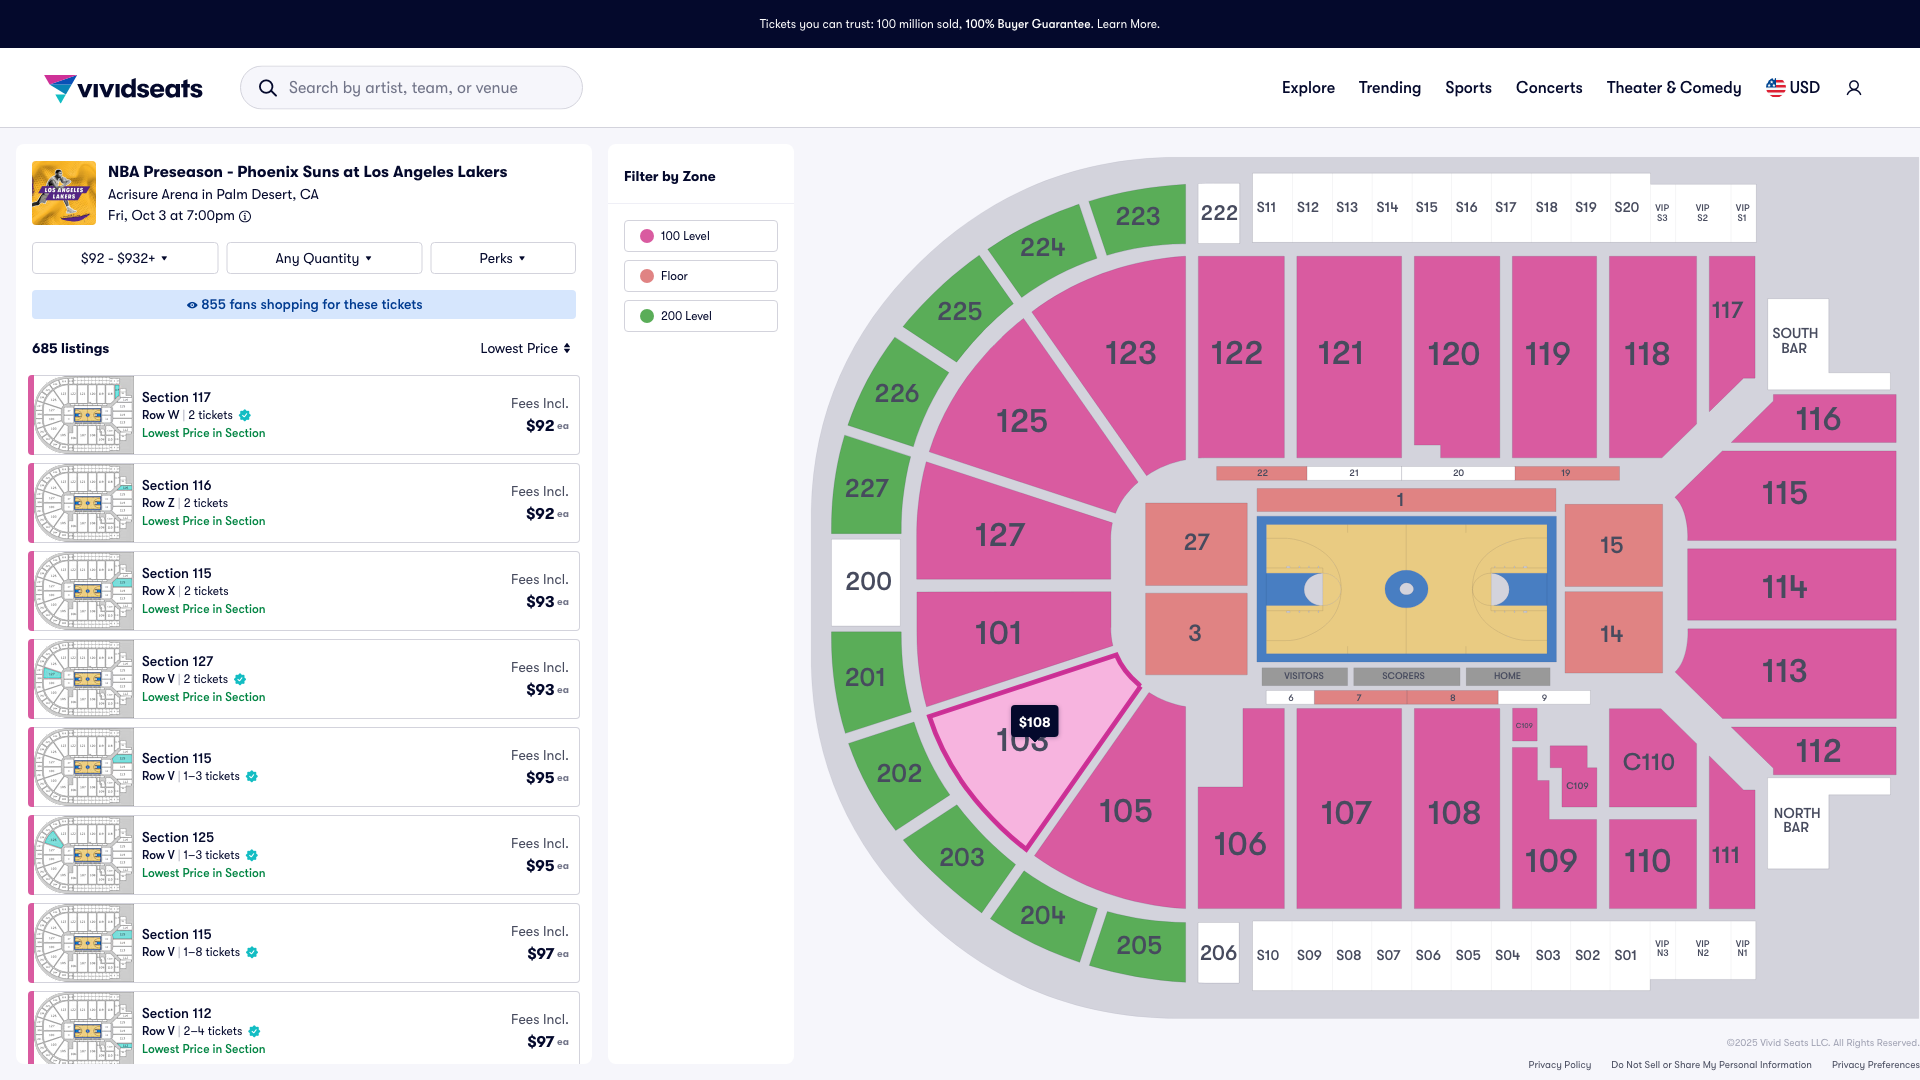 Tickets you can trust: 100 million sold, 100% Buyer Guarantee. Learn More.
vividseats
Search by artist, team, or venue
Explore
Trending
Sports
Concerts
Theater & Comedy
USD
LOS ANGELES
LAKERS
NBA Preseason - Phoenix Suns at Los Angeles Lakers
Acrisure Arena in Palm Desert, CA
Fri, Oct 3 at 7:00pm
$92 - $932+
Any Quantity
Perks
855 fans shopping for these tickets
685 listings
Lowest Price
Section 117
Row W | 2 tickets
Lowest Price in Section
Fees Incl.
$92 ea
Section 116
Row Z | 2 tickets
Lowest Price in Section
Fees Incl.
$92 ea
Section 115
Row X | 2 tickets
Lowest Price in Section
Fees Incl.
$93 ea
Section 127
Row V | 2 tickets
Lowest Price in Section
Fees Incl.
$93 ea
Section 115
Row V | 1–3 tickets
Fees Incl.
$95 ea
Section 125
Row V | 1–3 tickets
Lowest Price in Section
Fees Incl.
$95 ea
Section 115
Row V | 1–8 tickets
Fees Incl.
$97 ea
Section 112
Row V | 2–4 tickets
Lowest Price in Section
Fees Incl.
$97 ea
Filter by Zone
100 Level
Floor
200 Level
222
S11
S12
S13
S14
S15
S16
S17
S18
S19
S20
VIP S3
VIP S2
VIP S1
223
224
225
226
227
200
201
202
203
204
205
123
122
121
120
119
118
117
SOUTH BAR
116
115
114
113
112
NORTH BAR
125
127
101
$108
105
106
107
108
109
C109
C109
C110
110
111
22
21
20
19
1
27
3
15
14
VISITORS
SCORERS
HOME
6
7
8
9
206
S10
S09
S08
S07
S06
S05
S04
S03
S02
S01
VIP N3
VIP N2
VIP N1
©2025 Vivid Seats LLC. All Rights Reserved.
Privacy Policy
Do Not Sell or Share My Personal Information
Privacy Preferences